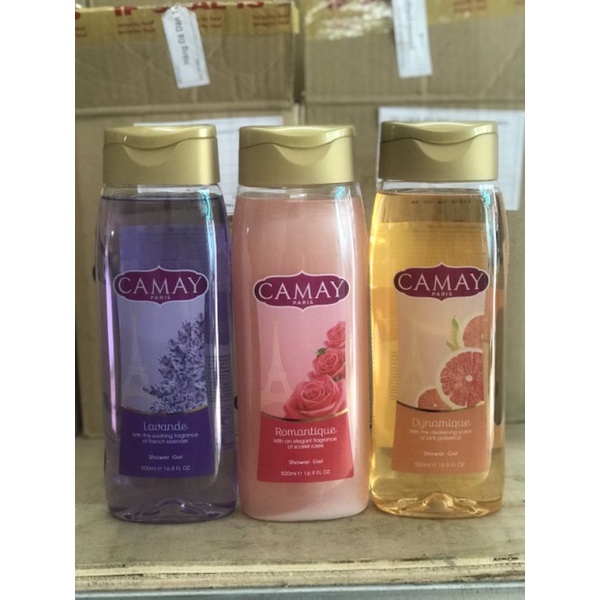 CAMAY
PARIS
Lavande
with the soothing fragrance
of French lavender
Shower Gel
500ml e 16.9 FL OZ
CAMAY
PARIS
Romantique
with an elegant fragrance
of scarlet roses
Shower Gel
500ml e 16.9 FL OZ
CAMAY
PARIS
Dynamique
with the awakening scent
of pink grapefruit
Shower Gel
500ml e 16.9 FL OZ